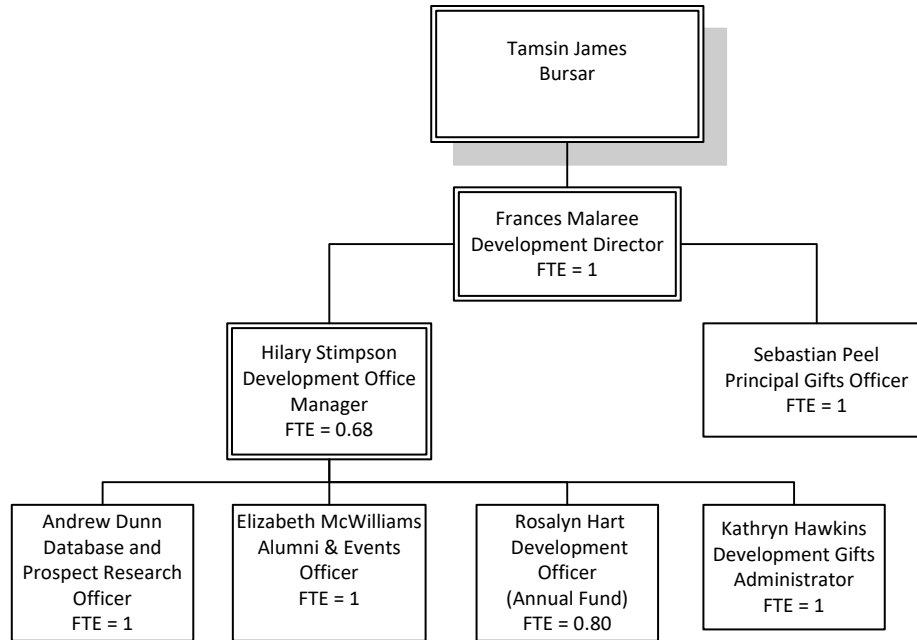 Tamsin James
Bursar
Frances Malaree
Development Director
FTE = 1
Hilary Stimpson
Development Office
Manager
FTE = 0.68
Sebastian Peel
Principal Gifts Officer
FTE = 1
Andrew Dunn
Database and
Prospect Research
Officer
FTE = 1
Elizabeth McWilliams
Alumni & Events
Officer
FTE = 1
Rosalyn Hart
Development
Officer
(Annual Fund)
FTE = 0.80
Kathryn Hawkins
Development Gifts
Administrator
FTE = 1